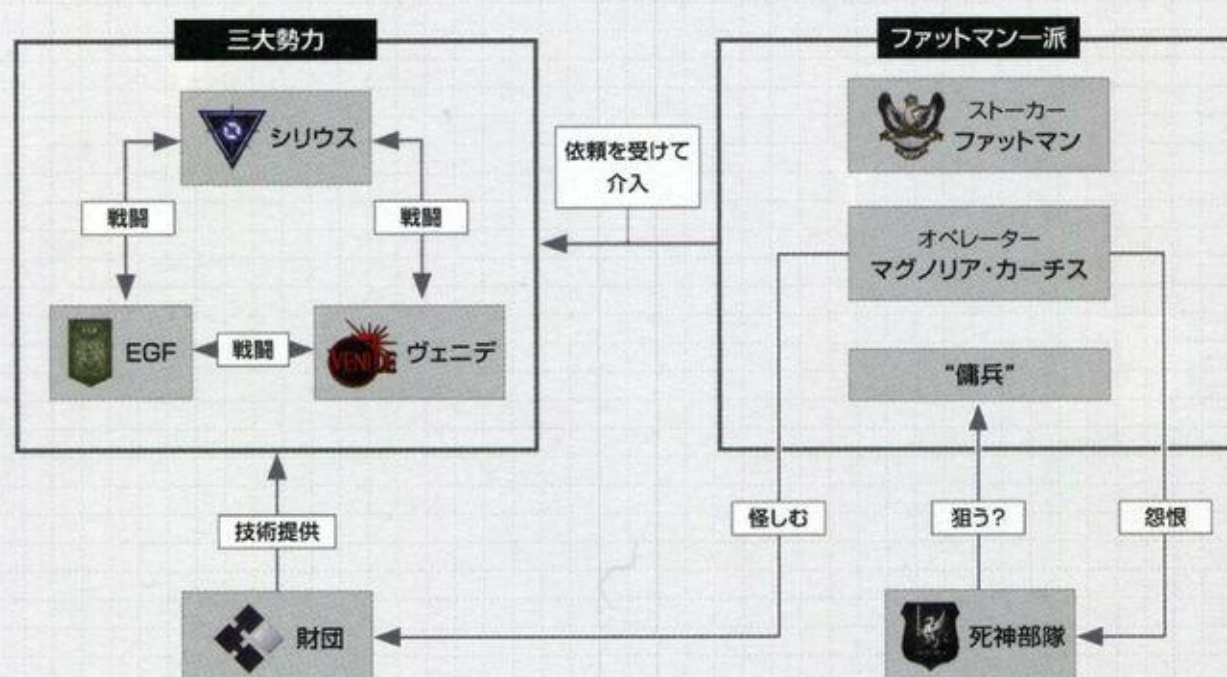 三大勢力
シリウス
戦闘
戦闘
EGF
戦闘
VENIDE
ヴェニデ
技術提供
財団
依頼を受けて
介入
ファットマン一派
ストーカー
ファットマン
オペレーター
マグノリア・カーチス
“傭兵”
怪しむ
狙う?
怨恨
死神部隊